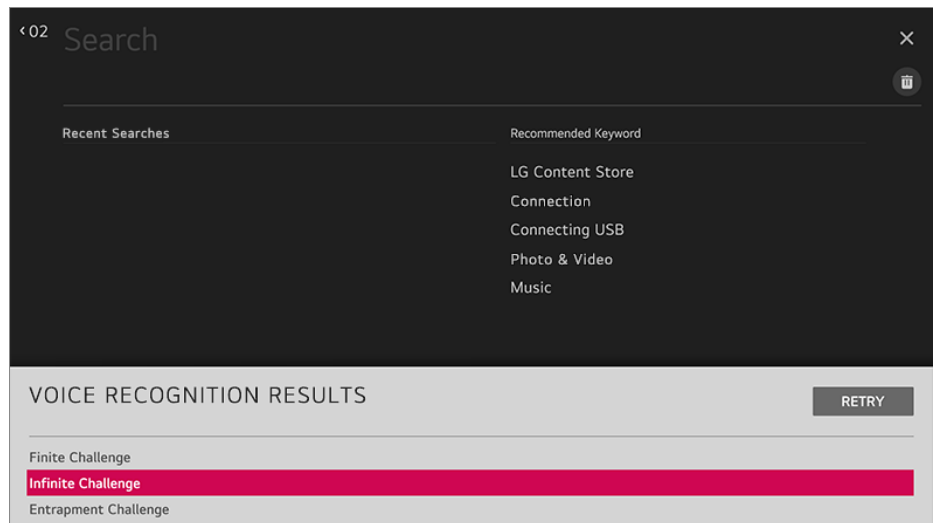 ‹02
Search
Recent Searches
Recommended Keyword
LG Content Store
Connection
Connecting USB
Photo & Video
Music
VOICE RECOGNITION RESULTS
RETRY
Finite Challenge
Infinite Challenge
Entrapment Challenge